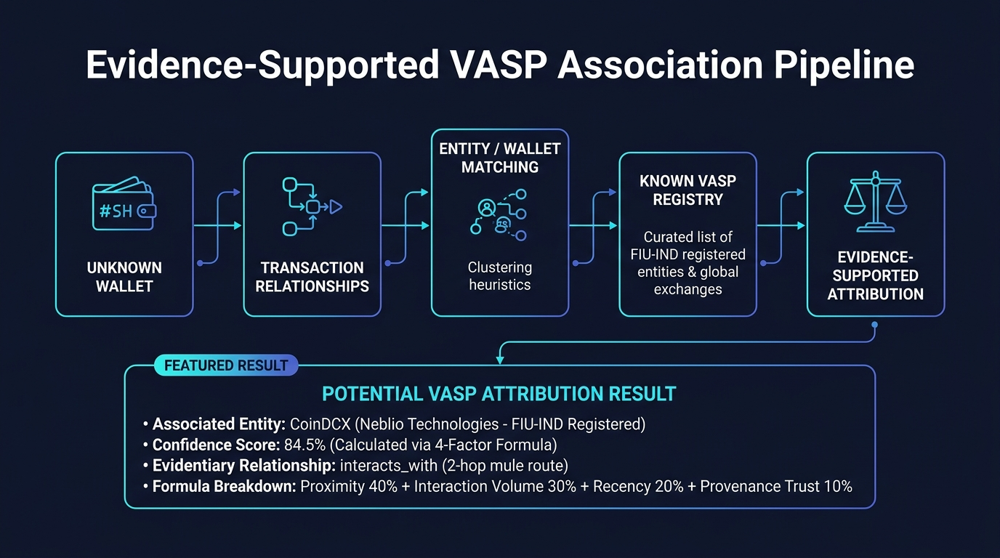 Evidence-Supported VASP Association Pipeline
#SH
UNKNOWN
WALLET
TRANSACTION
RELATIONSHIPS
ENTITY / WALLET
MATCHING
Clustering
heuristics
KNOWN VASP
REGISTRY
Curated list of
FIU-IND registered
entities & global
exchanges
EVIDENCE-
SUPPORTED
ATTRIBUTION
FEATURED RESULT
POTENTIAL VASP ATTRIBUTION RESULT
• Associated Entity: CoinDCX (Neblio Technologies - FIU-IND Registered)
• Confidence Score: 84.5% (Calculated via 4-Factor Formula)
• Evidentiary Relationship: interacts_with (2-hop mule route)
• Formula Breakdown: Proximity 40% + Interaction Volume 30% + Recency 20% + Provenance Trust 10%